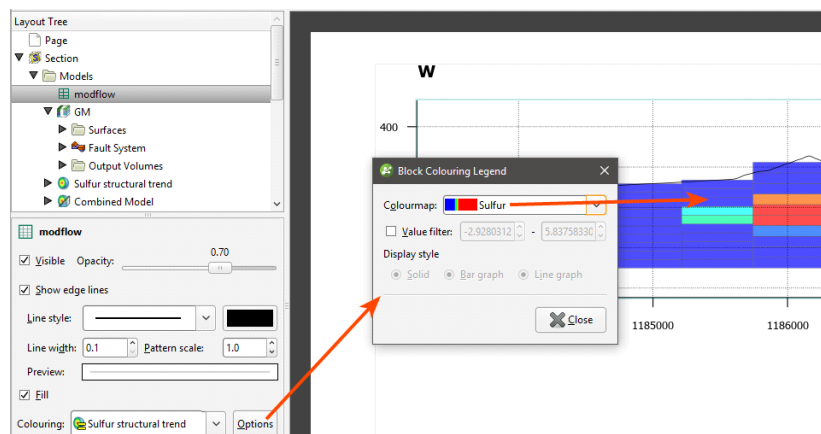 Layout Tree
Page
Section
Models
modflow
GM
Surfaces
Fault System
Output Volumes
Sulfur structural trend
Combined Model
modflow
Visible Opacity: 0.70
Show edge lines
Line style:
Line width: 0.1 Pattern scale: 1.0
Preview:
Fill
Colouring: Sulfur structural trend Options
W
400
Block Colouring Legend
Colourmap: Sulfur
Value filter: -2.9280312 - 5.83758330
Display style
Solid Bar graph Line graph
Close
1185000 1186000